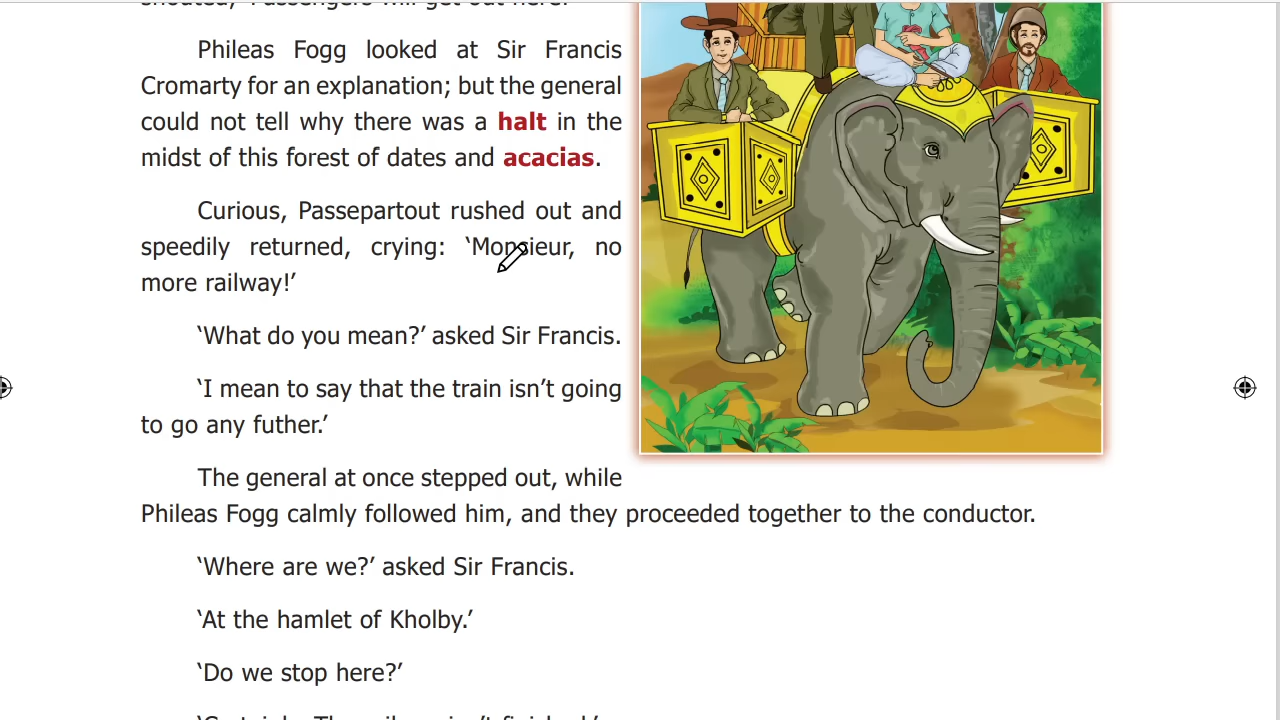 Phileas Fogg looked at Sir Francis
Cromarty for an explanation; but the general
could not tell why there was a halt in the
midst of this forest of dates and acacias.
Curious, Passepartout rushed out and
speedily returned, crying: ‘Monsieur, no
more railway!’
‘What do you mean?’ asked Sir Francis.
‘I mean to say that the train isn’t going
to go any futher.’
The general at once stepped out, while
Phileas Fogg calmly followed him, and they proceeded together to the conductor.
‘Where are we?’ asked Sir Francis.
‘At the hamlet of Kholby.’
‘Do we stop here?’